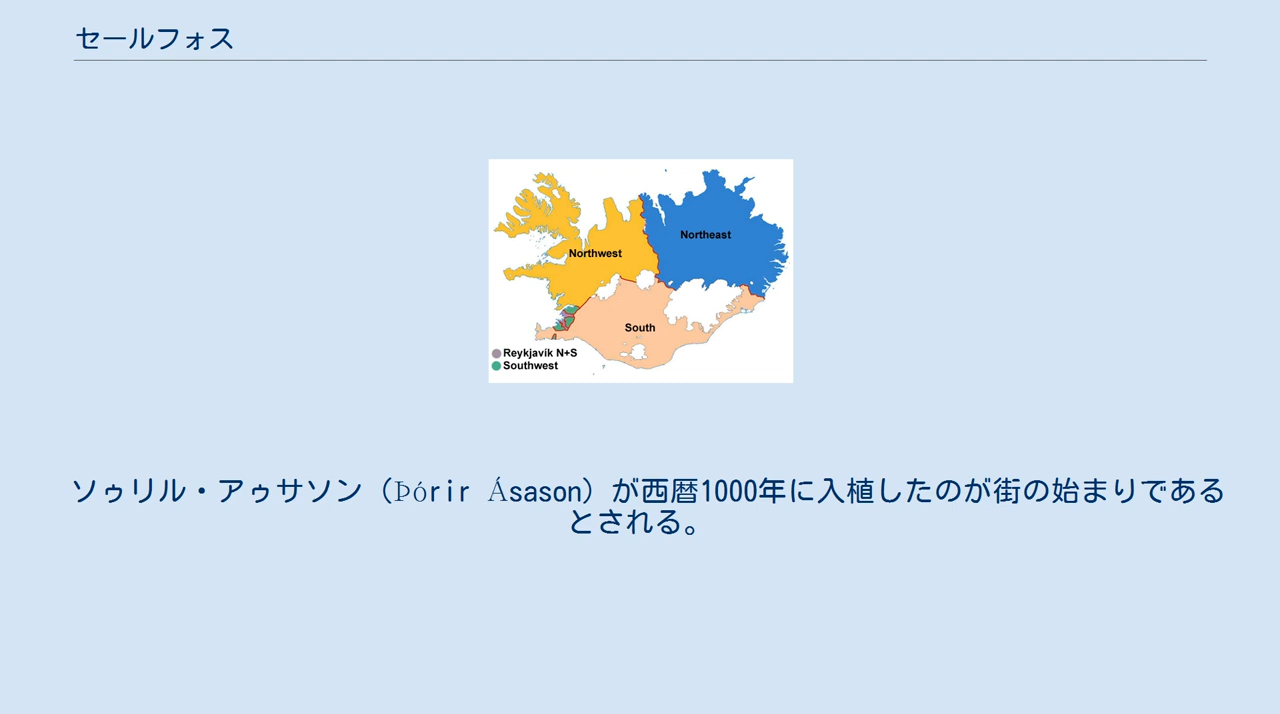 セールフォス
Northeast
Northwest
South
Reykjavík N+S
Southwest
ソゥリル・アゥサソン（Þórir Ásason）が西暦1000年に入植したのが街の始まりである
とされる。